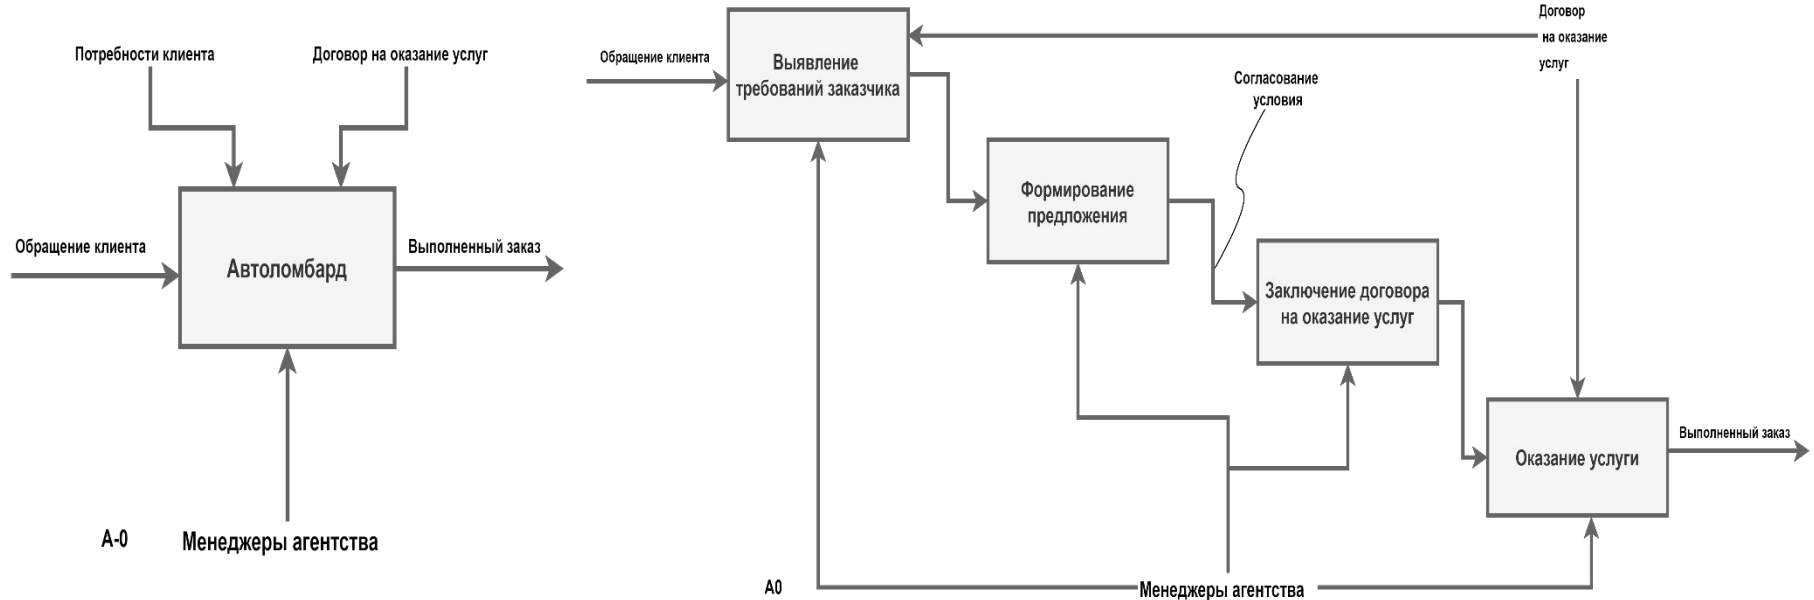 Потребности клиента
Договор на оказание услуг
Обращение клиента
Автоломбард
Выполненный заказ
А-0
Менеджеры агентства
Обращение клиента
Выявление
требований заказчика
Договор
на оказание
услуг
Согласование
условия
Формирование
предложения
Заключение договора
на оказание услуг
Оказание услуги
Выполненный заказ
А0
Менеджеры агентства